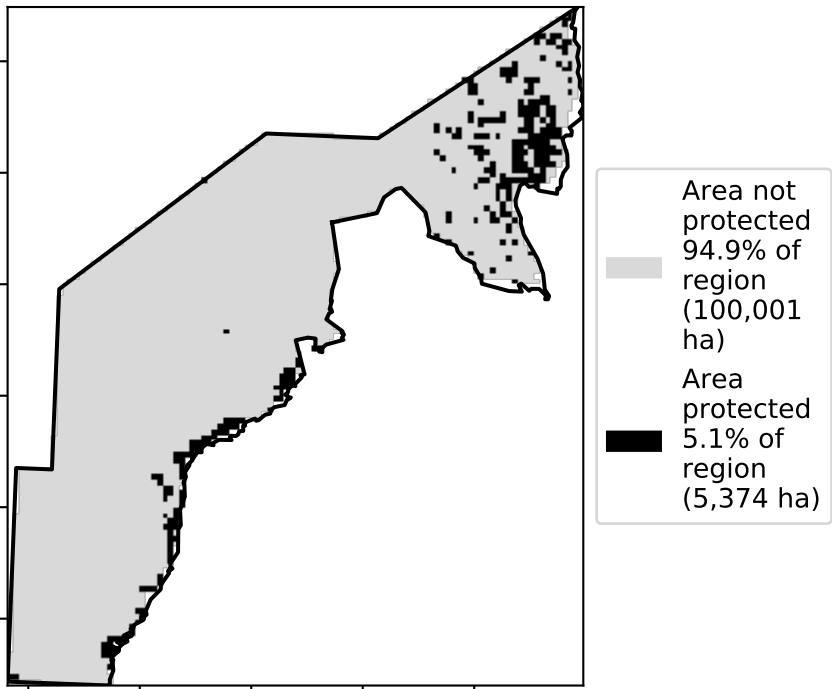 Area not
protected
94.9% of
region
(100,001
ha)
Area
protected
5.1% of
region
(5,374 ha)